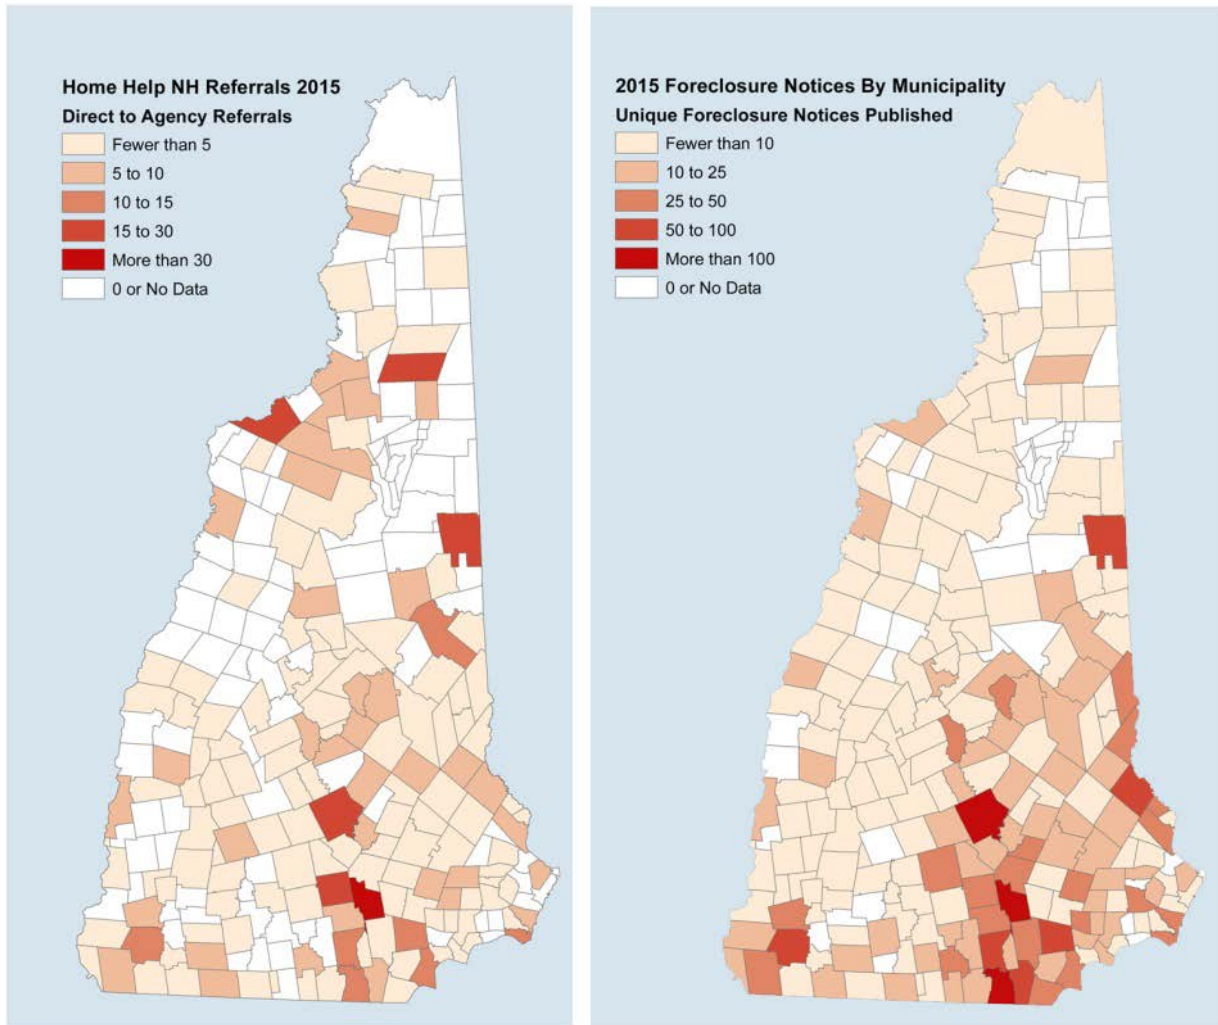 Home Help NH Referrals 2015
Direct to Agency Referrals
Fewer than 5
5 to 10
10 to 15
15 to 30
More than 30
0 or No Data
2015 Foreclosure Notices By Municipality
Unique Foreclosure Notices Published
Fewer than 10
10 to 25
25 to 50
50 to 100
More than 100
0 or No Data